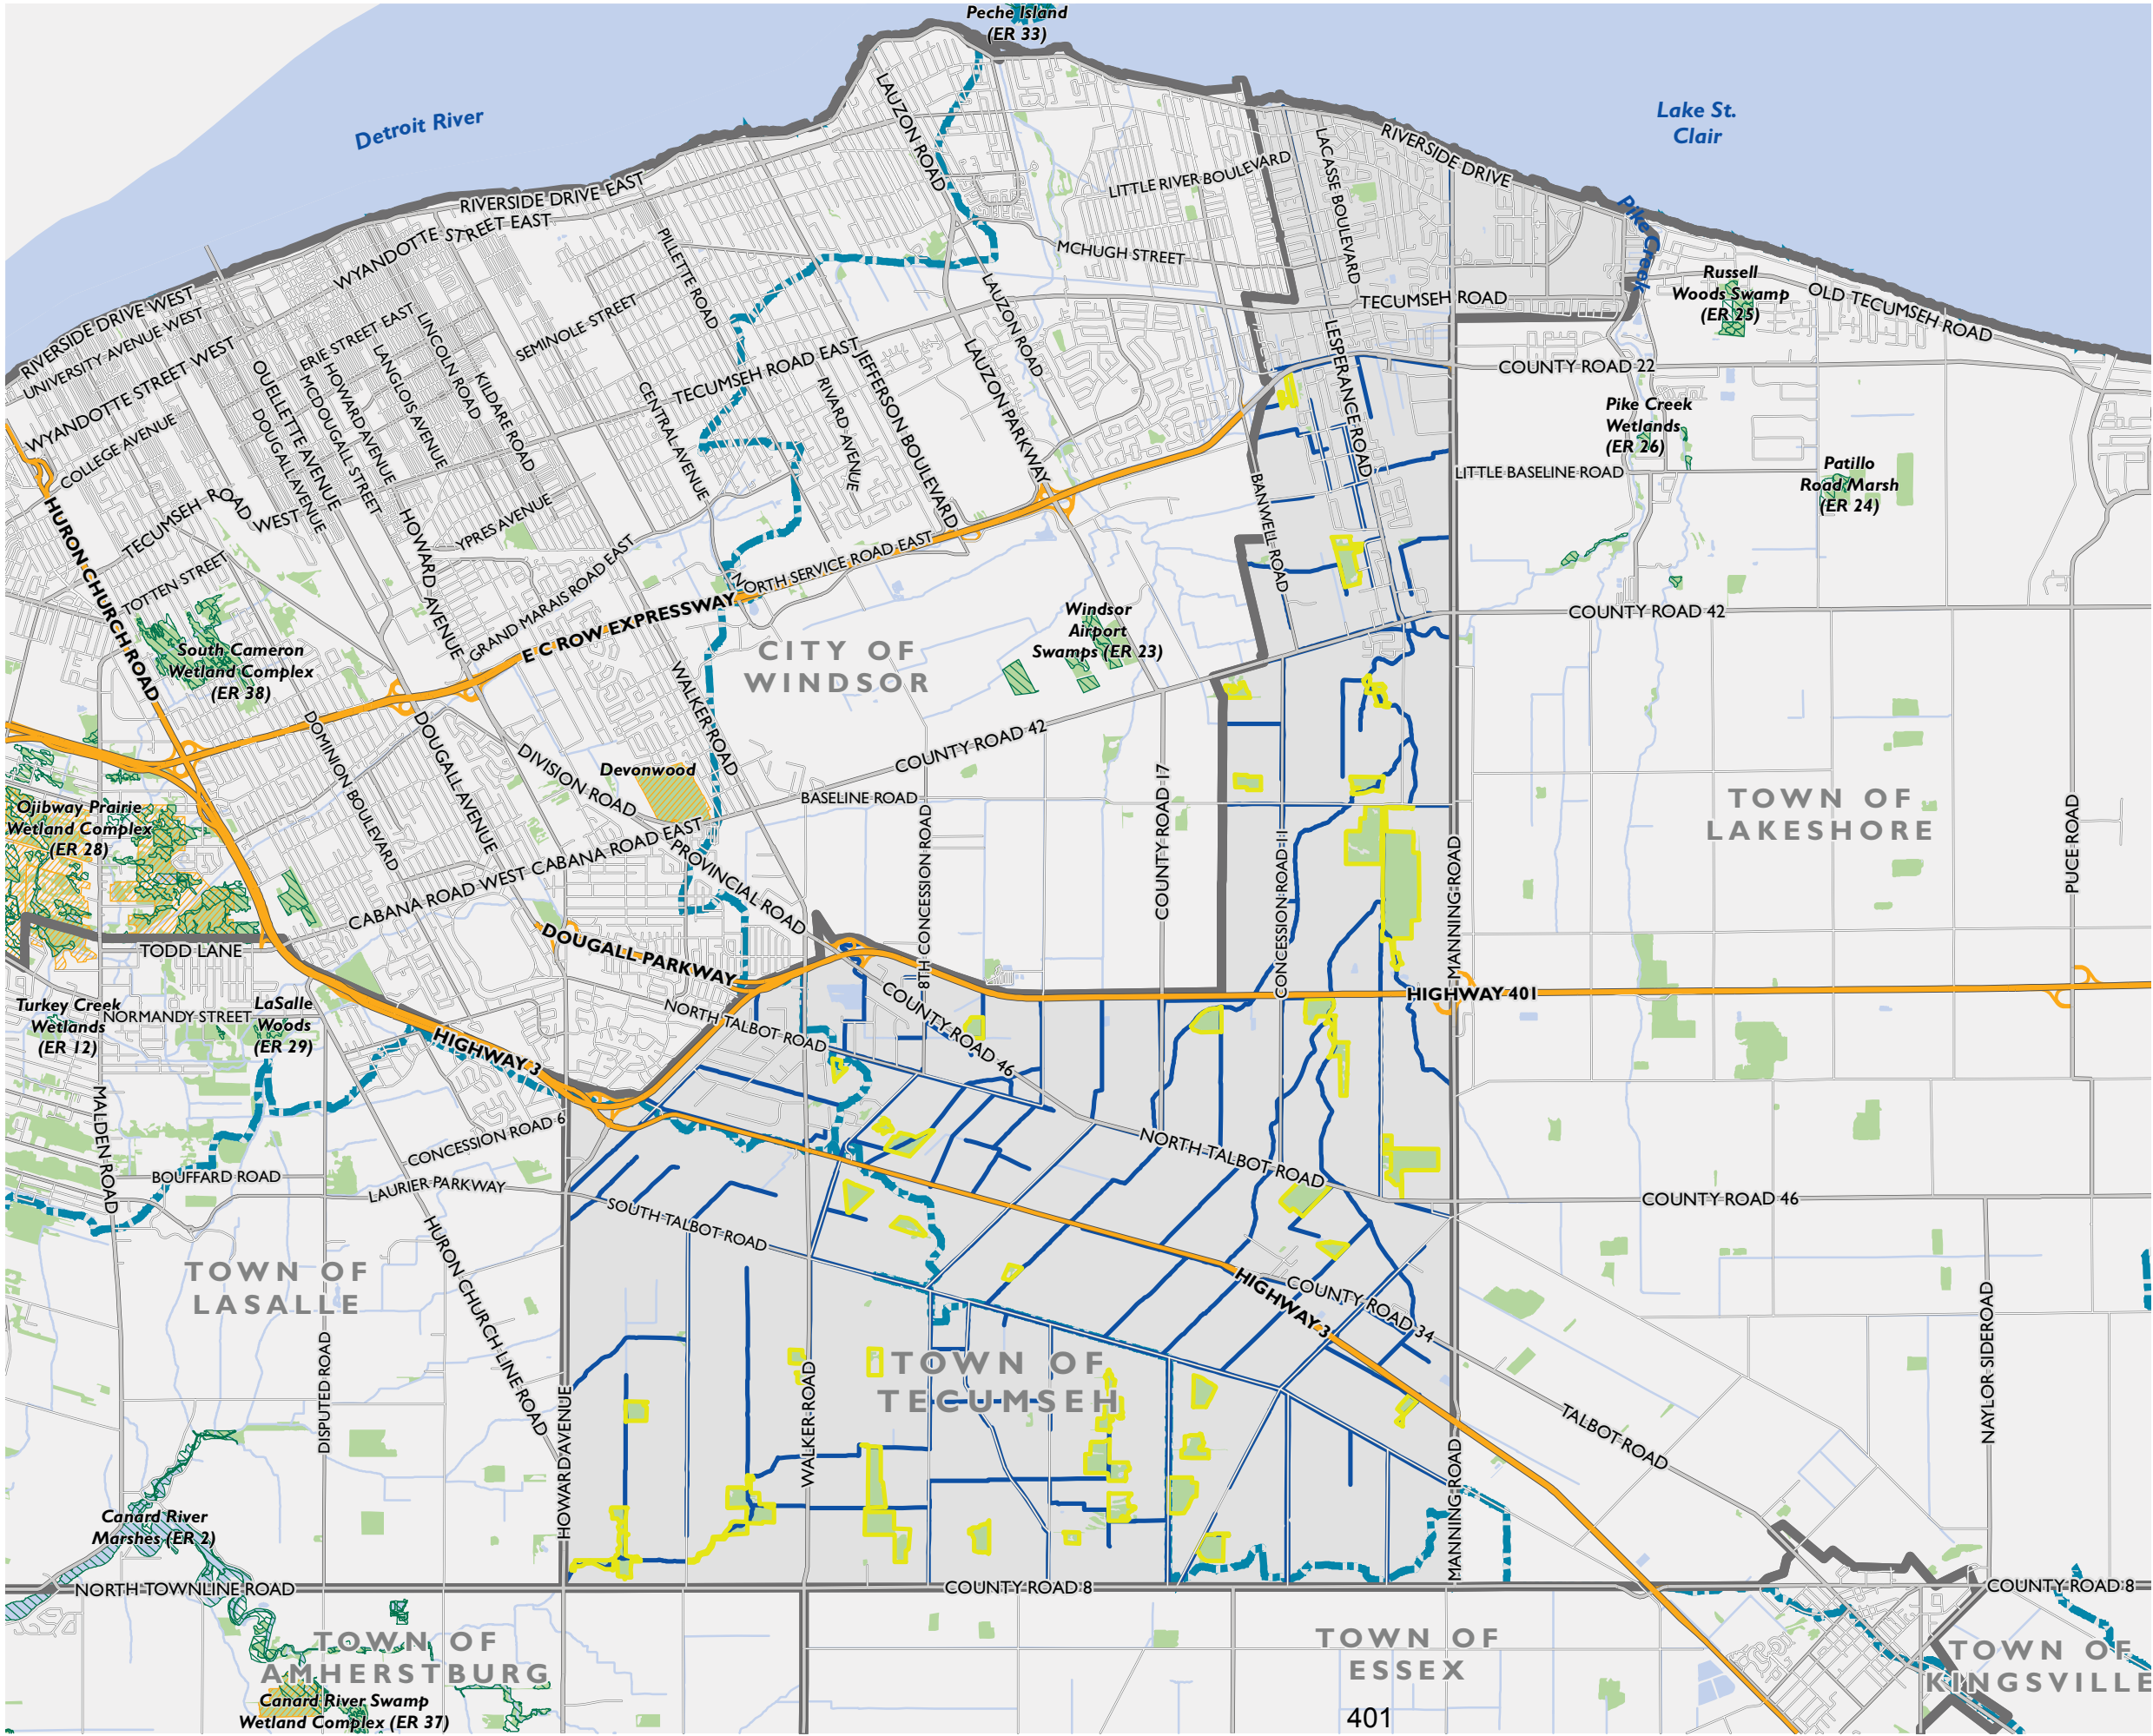 Peche Island
(ER 33)
Detroit River
Lake St.
Clair
LAUZON ROAD
RIVERSIDE DRIVE
LACASSE BOULEVARD
LITTLE RIVER BOULEVARD
RIVERSIDE DRIVE EAST
WYANDOTTE STREET EAST
Pike Creek
PILLETTE ROAD
MCHUGH STREET
Russell
Woods Swamp
(ER 25)
OLD TECUMSEH ROAD
TECUMSEH ROAD
LAUZON ROAD
RIVERSIDE DRIVE WEST
UNIVERSITY AVENUE WEST
WYANDOTTE STREET WEST
ERIE STREET EAST
LINCOLN ROAD
SEMINOLE STREET
LESPERANCE ROAD
LAUZON PARKWAY
JEFFERSON BOULEVARD
TECUMSEH ROAD EAST
COUNTY ROAD 22
OUELLETTE AVENUE
MCDOUGALL STREET
HOWARD AVENUE
LANGLOIS AVENUE
KILDARE ROAD
CENTRAL AVENUE
RIVARD AVENUE
DOUGALL AVENUE
COLLEGE AVENUE
Pike Creek
Wetlands
(ER 26)
LITTLE BASELINE ROAD
Patillo
Road Marsh
(ER 24)
BANWELL ROAD
HURON CHURCH ROAD
TECUMSEH ROAD
WEST
HOWARD AVENUE
YPRES AVENUE
GRAND MARAIS ROAD EAST
NORTH SERVICE ROAD EAST
TOTTEN STREET
E C ROW EXPRESSWAY
South Cameron
Wetland Complex
(ER 38)
CITY OF
WINDSOR
Windsor
Airport
Swamps (ER 23)
COUNTY ROAD 42
WALKER ROAD
DOMINION BOULEVARD
DOUGALL AVENUE
DIVISION ROAD
Devonwood
COUNTY ROAD 42
BASELINE ROAD
COUNTY ROAD 17
TOWN OF
LAKESHORE
PUCE ROAD
Ojibway Prairie
Wetland Complex
(ER 28)
CABANA ROAD WEST
CABANA ROAD EAST
PROVINCIAL ROAD
8TH CONCESSION ROAD
CONCESSION ROAD 11
MANNING ROAD
TODD LANE
DOUGALL PARKWAY
HIGHWAY 401
Turkey Creek
Wetlands
(ER 12)
NORMANDY STREET
LaSalle
Woods
(ER 29)
HIGHWAY 3
NORTH TALBOT ROAD
COUNTY ROAD 46
MALDEN ROAD
CONCESSION ROAD 6
BOUFFARD ROAD
LAURIER PARKWAY
NORTH TALBOT ROAD
COUNTY ROAD 46
SOUTH TALBOT ROAD
HURON CHURCH LINE ROAD
TOWN OF
LASALLE
DISPUTED ROAD
HIGHWAY 3
COUNTY ROAD 34
NAYLOR SIDEROAD
TOWN OF
TECUMSEH
HOWARD AVENUE
WALKER ROAD
TALBOT ROAD
MANNING ROAD
Canard River
Marshes (ER 2)
NORTH TOWNLINE ROAD
COUNTY ROAD 8
COUNTY ROAD 8
TOWN OF
AMHERSTBURG
Canard River Swamp
Wetland Complex (ER 37)
TOWN OF
ESSEX
TOWN OF
KINGSVILLE
401